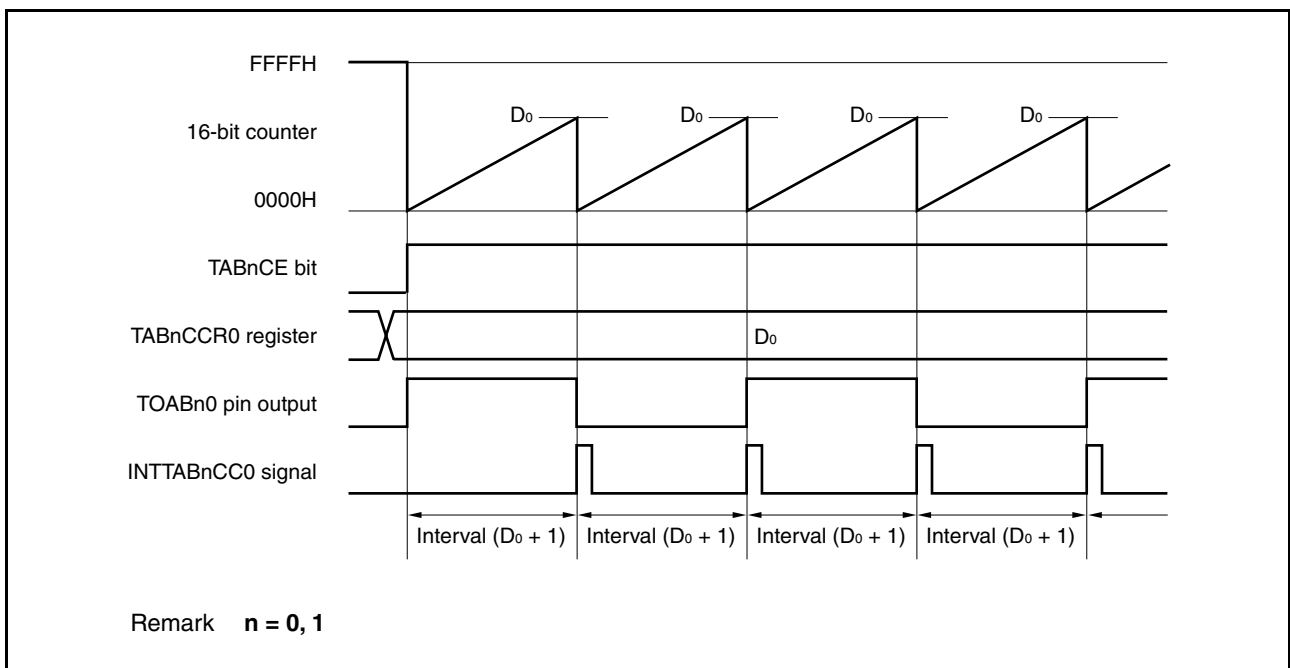 FFFFH
D0 D0 D0 D0
16-bit counter
0000H
TABnCE bit
TABnCCR0 register D0
TOABn0 pin output
INTTABnCC0 signal
Interval (D0 + 1) Interval (D0 + 1) Interval (D0 + 1) Interval (D0 + 1)
Remark n = 0, 1